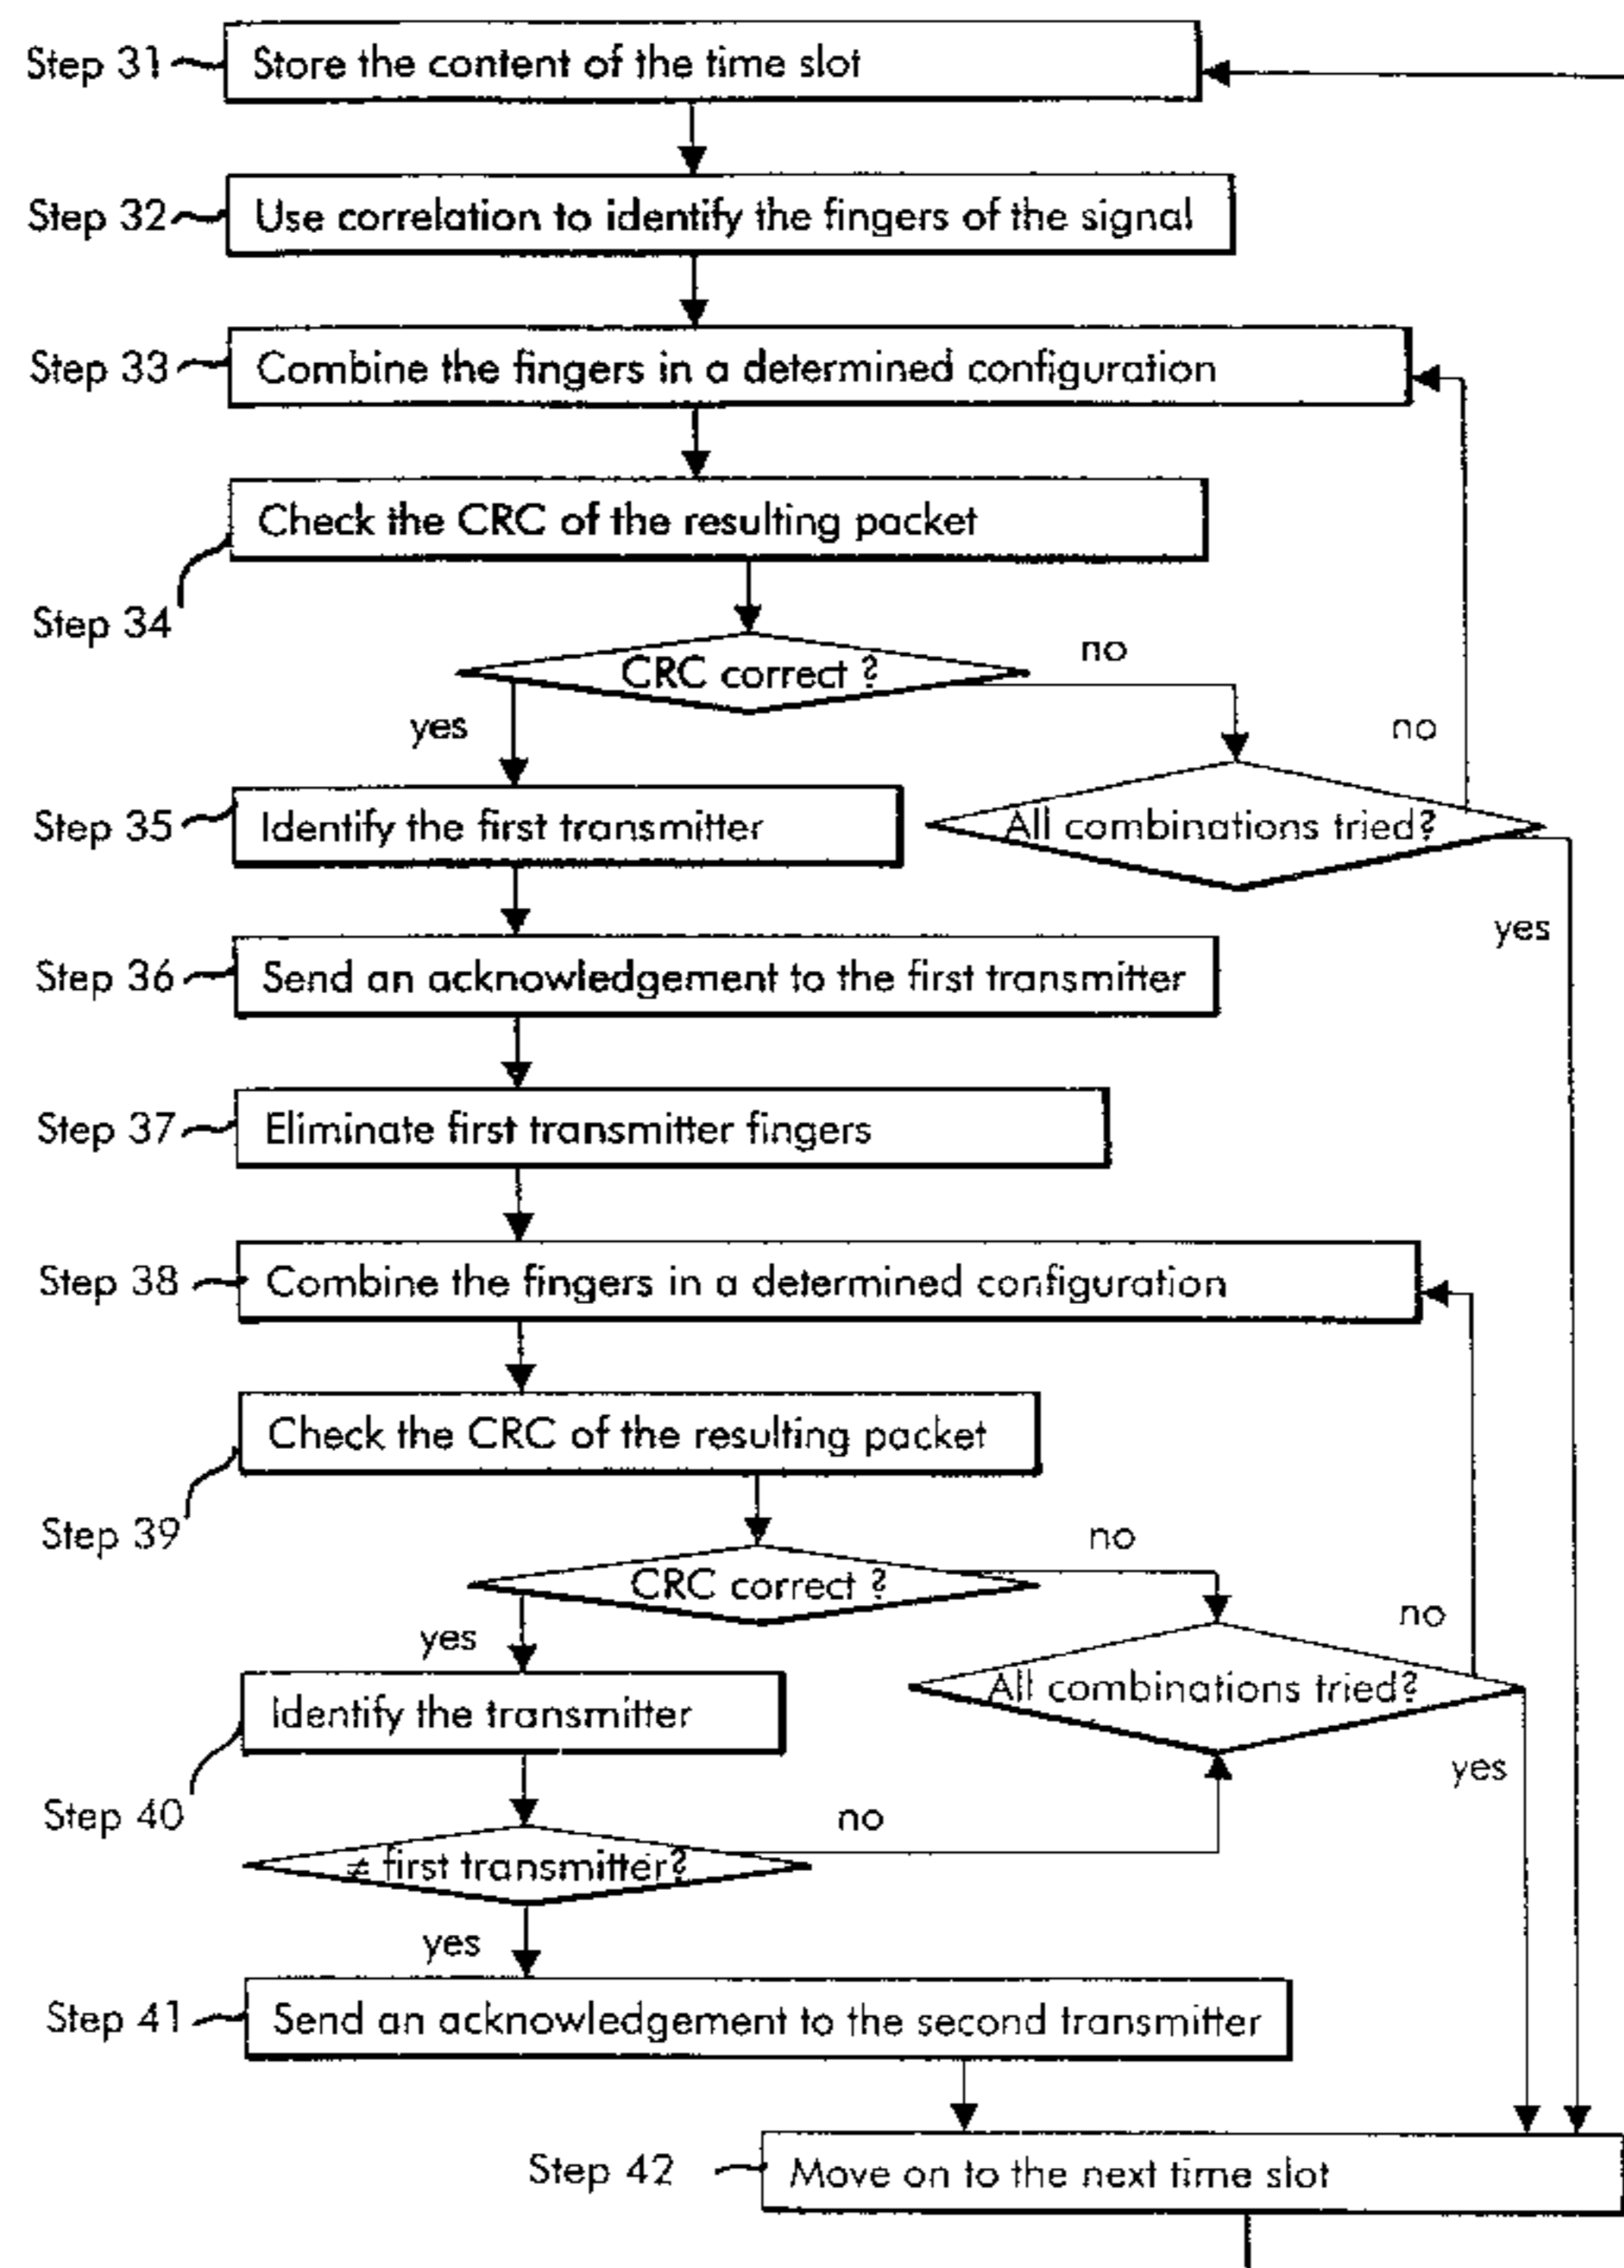 Step 31 Store the content of the time slot
Step 32 Use correlation to identify the fingers of the signal
Step 33 Combine the fingers in a determined configuration
Check the CRC of the resulting packet
Step 34
CRC correct ?
no
yes
no
Step 35 Identify the first transmitter
All combinations tried?
yes
Step 36 Send an acknowledgement to the first transmitter
Step 37 Eliminate first transmitter fingers
Step 38 Combine the fingers in a determined configuration
Check the CRC of the resulting packet
Step 39
no
CRC correct ?
no
yes
All combinations tried?
Identify the transmitter
yes
Step 40
no
≠ first transmitter?
yes
Step 41 Send an acknowledgement to the second transmitter
Step 42 Move on to the next time slot